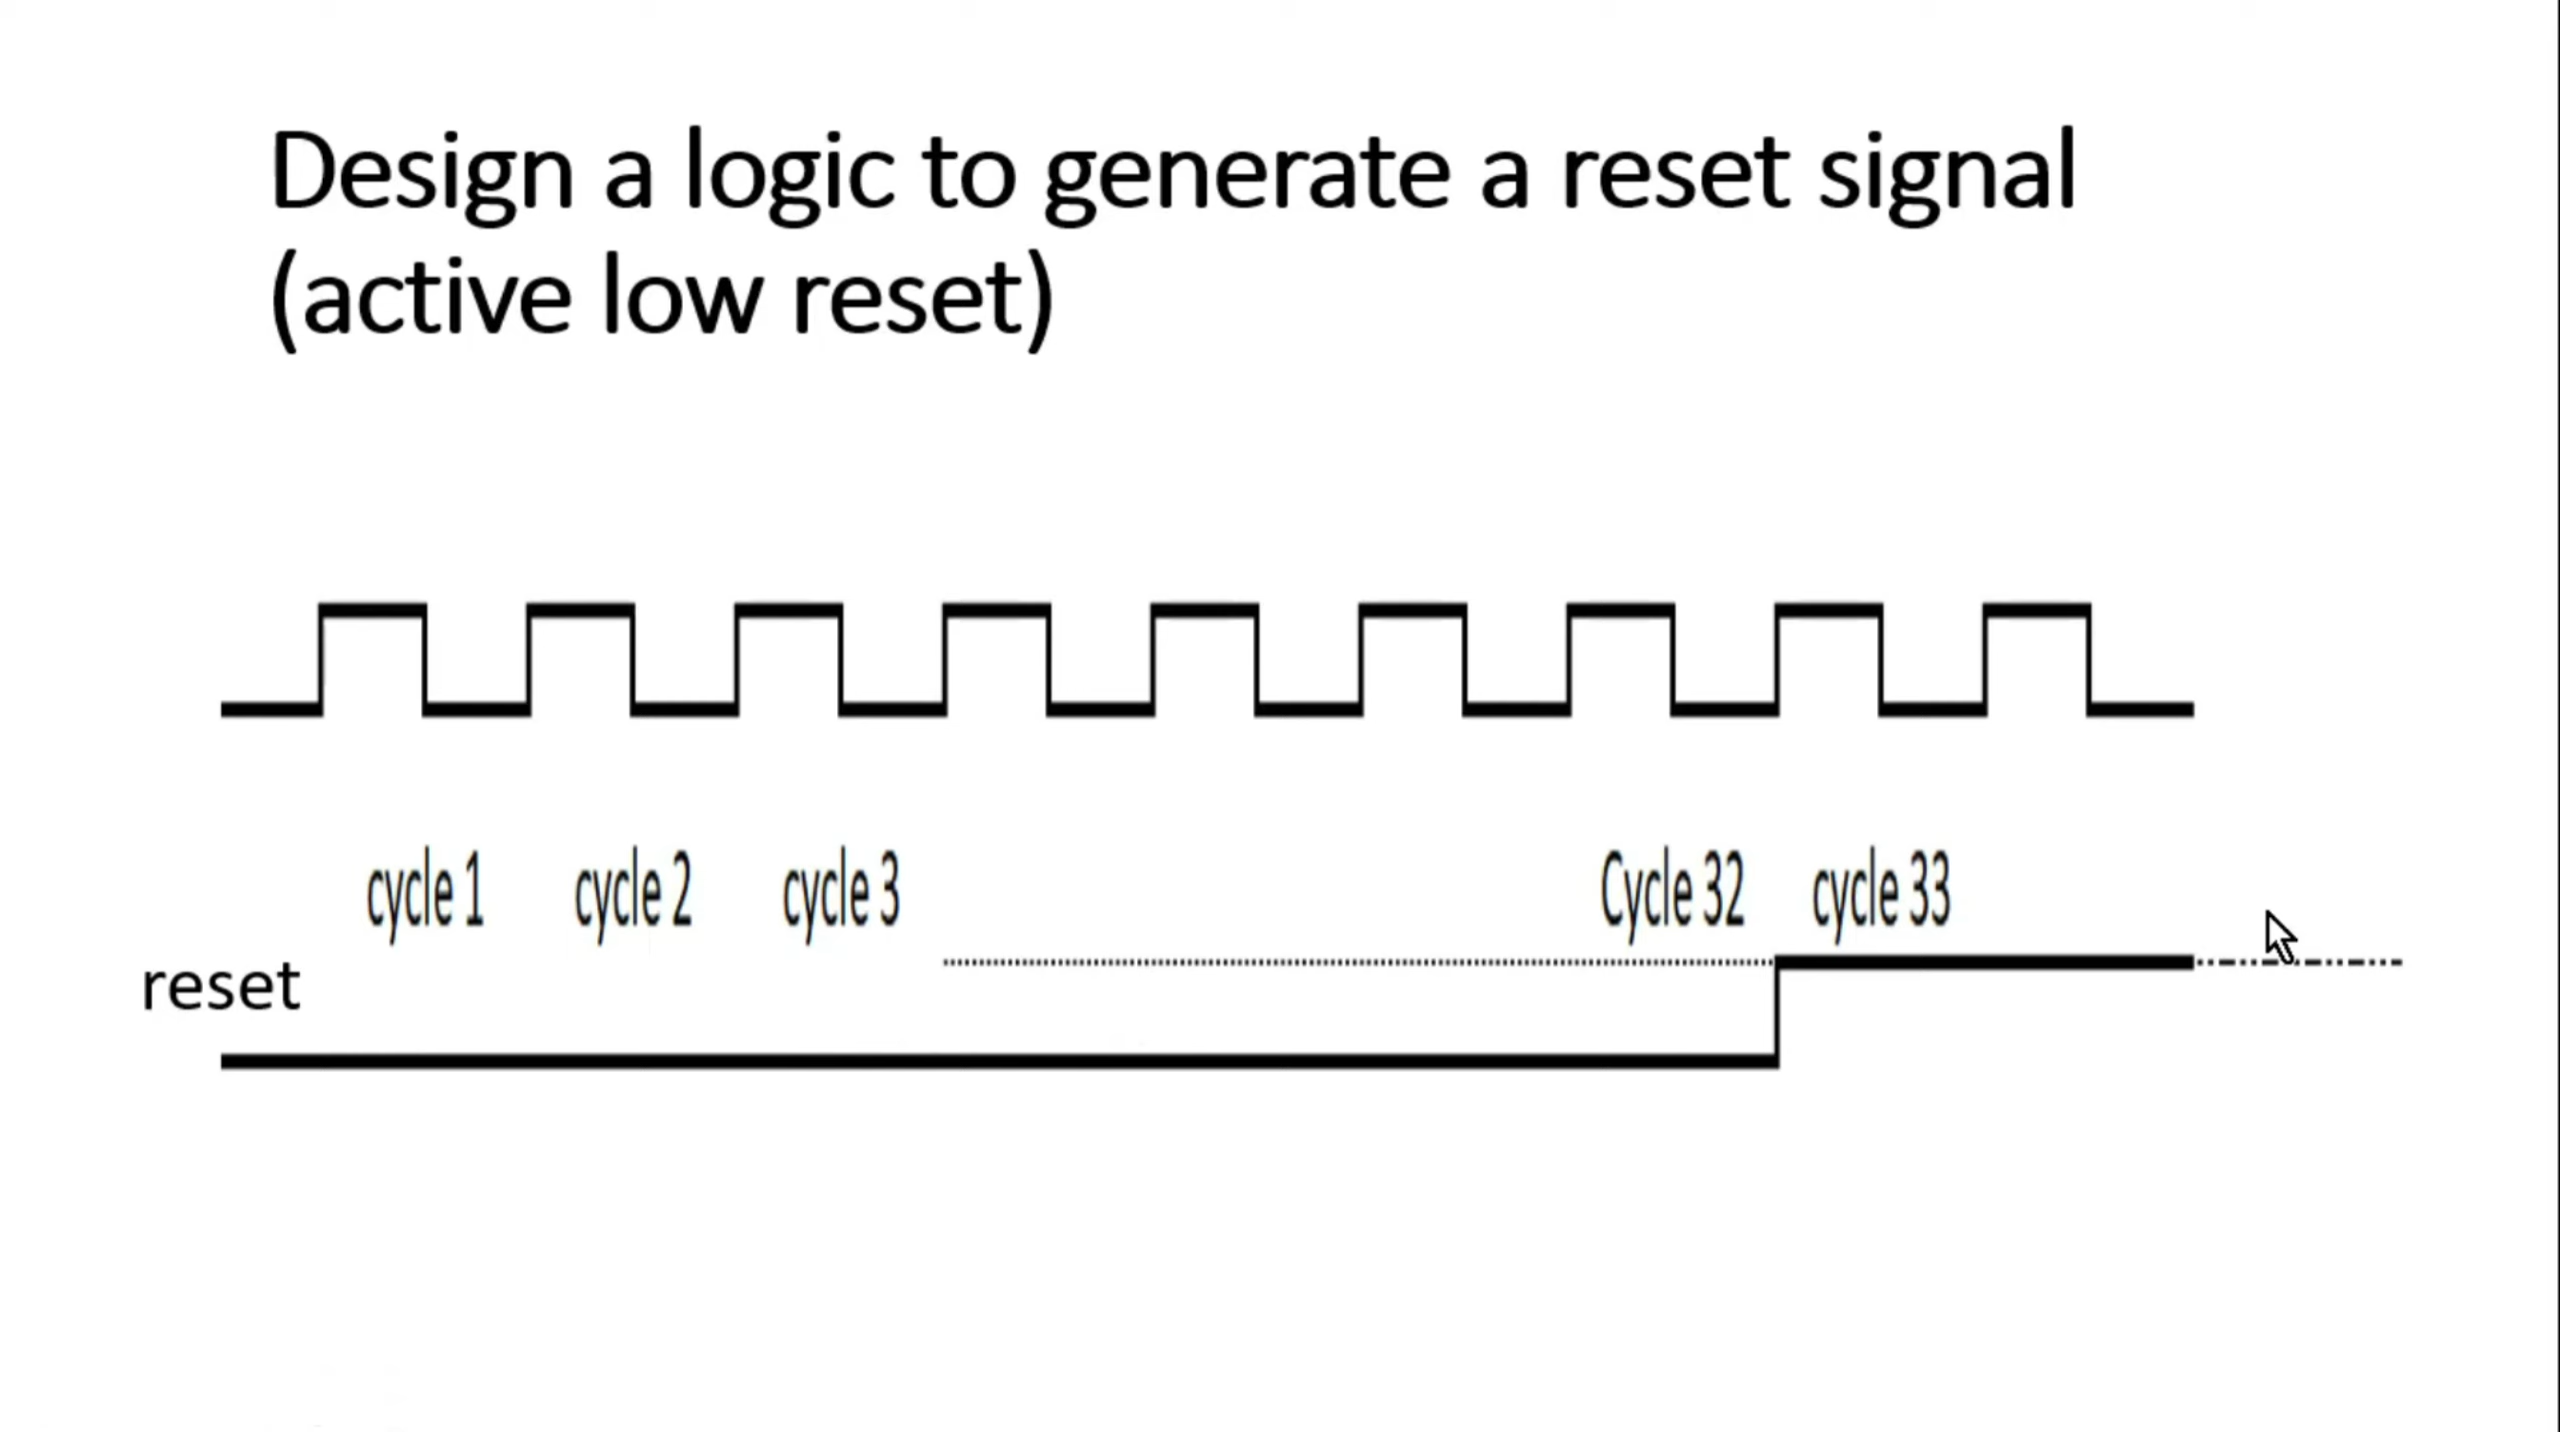 Design a logic to generate a reset signal
(active low reset)
cycle 1 cycle 2 cycle 3 Cycle 32 cycle 33
reset